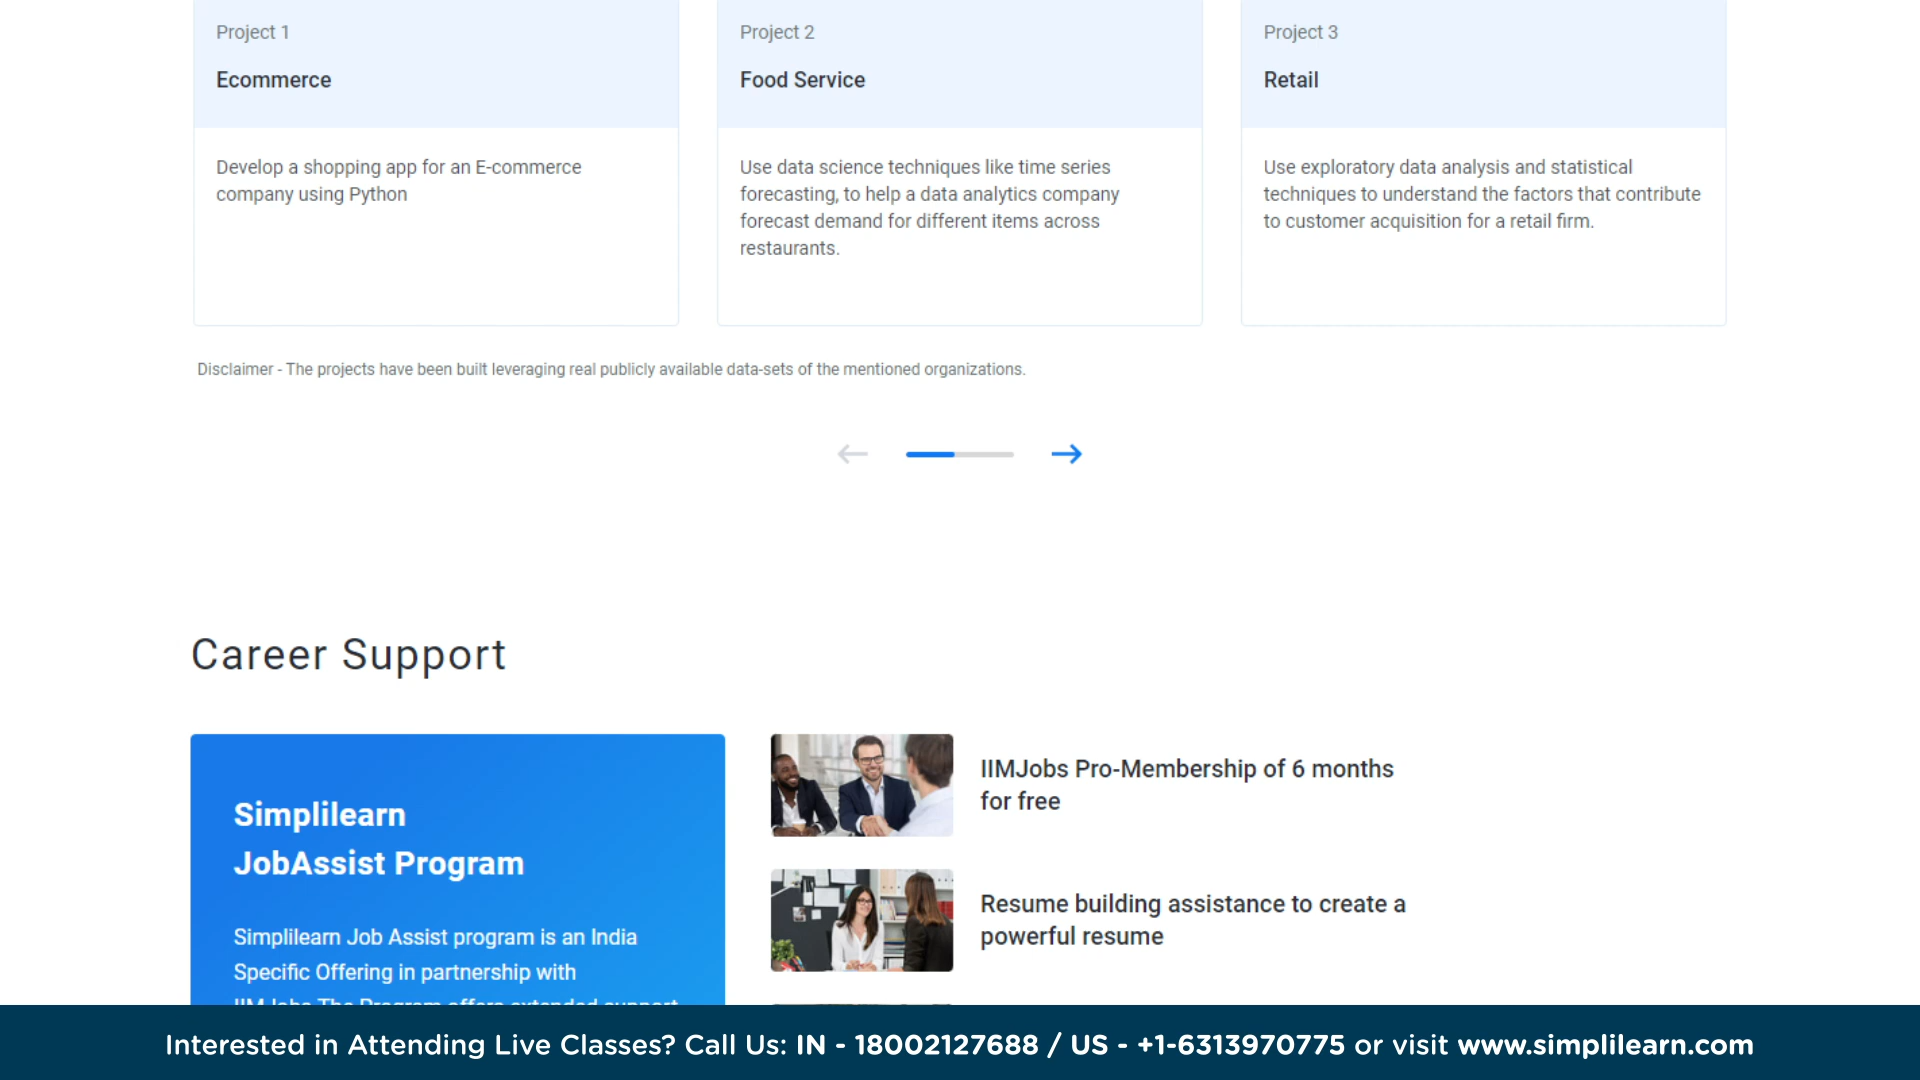 Project 1
Ecommerce
Develop a shopping app for an E-commerce
company using Python
Project 2
Food Service
Use data science techniques like time series
forecasting, to help a data analytics company
forecast demand for different items across
restaurants.
Project 3
Retail
Use exploratory data analysis and statistical
techniques to understand the factors that contribute
to customer acquisition for a retail firm.
Disclaimer - The projects have been built leveraging real publicly available data-sets of the mentioned organizations.
Career Support
Simplilearn
JobAssist Program
Simplilearn Job Assist program is an India
Specific Offering in partnership with
IIMJobs.The Program offers extended support
IIMJobs Pro-Membership of 6 months
for free
Resume building assistance to create a
powerful resume
Interested in Attending Live Classes? Call Us: IN - 18002127688 / US - +1-6313970775 or visit www.simplilearn.com